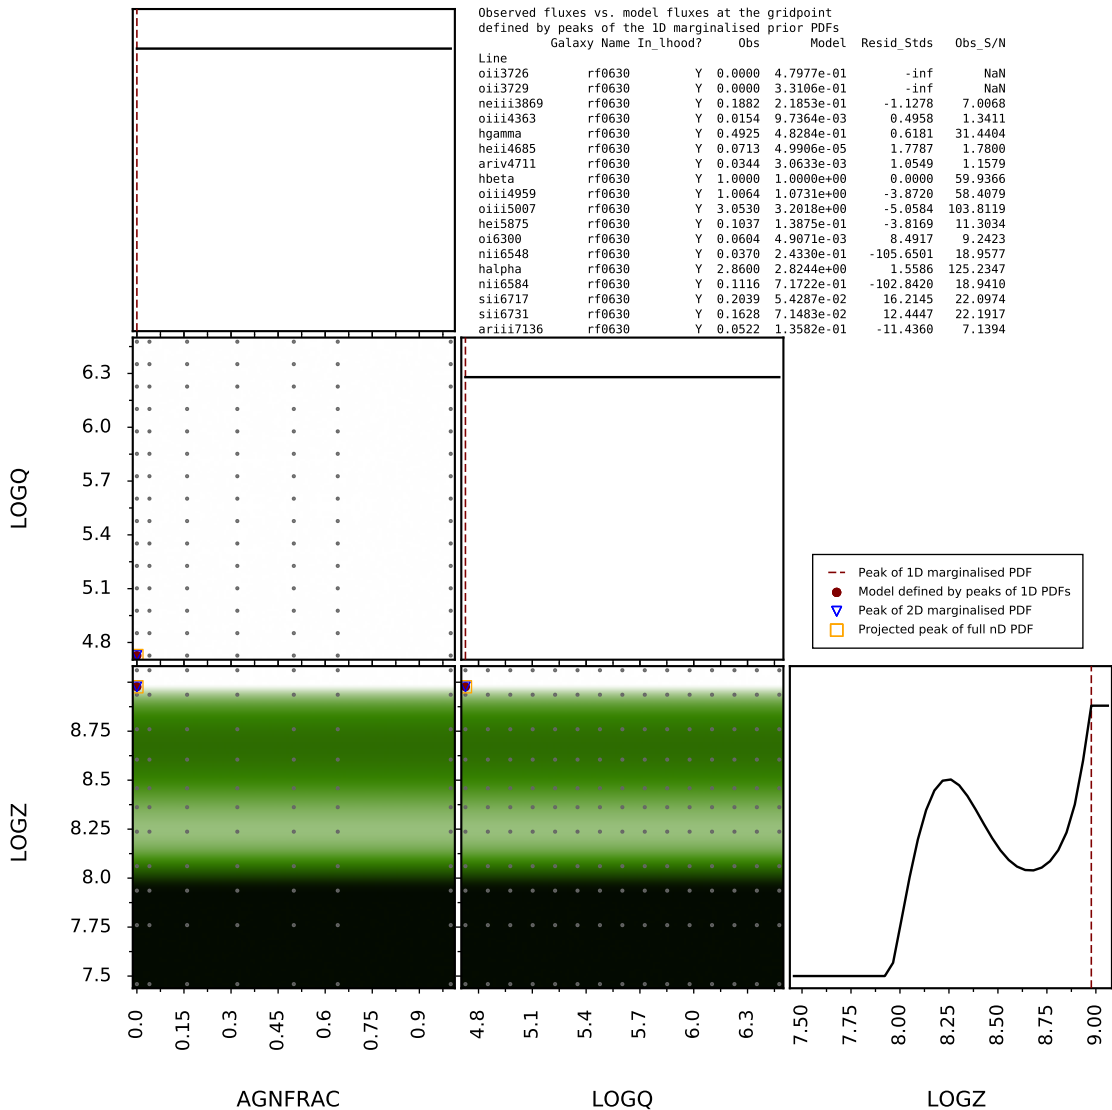 Observed fluxes vs. model fluxes at the gridpoint
defined by peaks of the 1D marginalised prior PDFs
Galaxy Name In_lhood? Obs Model Resid_Stds Obs_S/N
Line
oii3726 rf0630 Y 0.0000 4.7977e-01 -inf NaN
oii3729 rf0630 Y 0.0000 3.3106e-01 -inf NaN
neiii3869 rf0630 Y 0.1882 2.1853e-01 -1.1278 7.0068
oiii4363 rf0630 Y 0.0154 9.7364e-03 0.4958 1.3411
hgamma rf0630 Y 0.4925 4.8284e-01 0.6181 31.4404
heii4685 rf0630 Y 0.0713 4.9906e-05 1.7787 1.7800
ariv4711 rf0630 Y 0.0344 3.0633e-03 1.0549 1.1579
hbeta rf0630 Y 1.0000 1.0000e+00 0.0000 59.9366
oiii4959 rf0630 Y 1.0064 1.0731e+00 -3.8720 58.4079
oiii5007 rf0630 Y 3.0530 3.2018e+00 -5.0584 103.8119
hei5875 rf0630 Y 0.1037 1.3875e-01 -3.8169 11.3034
oi6300 rf0630 Y 0.0604 4.9071e-03 8.4917 9.2423
nii6548 rf0630 Y 0.0370 2.4330e-01 -105.6501 18.9577
halpha rf0630 Y 2.8600 2.8244e+00 1.5586 125.2347
nii6584 rf0630 Y 0.1116 7.1722e-01 -102.8420 18.9410
sii6717 rf0630 Y 0.2039 5.4287e-02 16.2145 22.0974
sii6731 rf0630 Y 0.1628 7.1483e-02 12.4447 22.1917
ariii7136 rf0630 Y 0.0522 1.3582e-01 -11.4360 7.1394
LOGQ
6.3
6.0
5.7
5.4
5.1
4.8
Peak of 1D marginalised PDF
Model defined by peaks of 1D PDFs
Peak of 2D marginalised PDF
Projected peak of full nD PDF
LOGZ
8.75
8.5
8.25
8.0
7.75
7.5
0.0 0.15 0.3 0.45 0.6 0.75 0.9
4.8 5.1 5.4 5.7 6.0 6.3
7.50 7.75 8.00 8.25 8.50 8.75 9.00
AGNFRAC LOGQ LOGZ